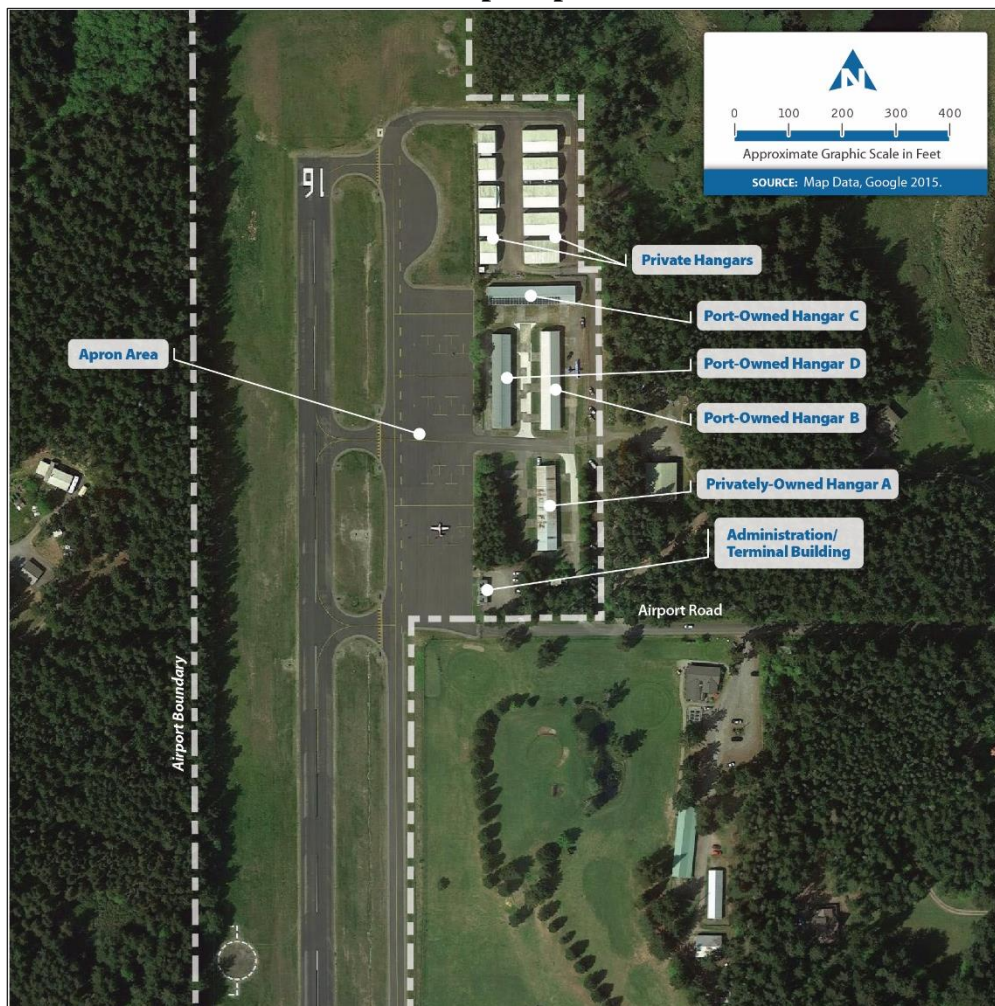 N
0 100 200 300 400
Approximate Graphic Scale in Feet
SOURCE: Map Data, Google 2015.
16
Private Hangars
Port-Owned Hangar C
Apron Area
Port-Owned Hangar D
Port-Owned Hangar B
Privately-Owned Hangar A
Administration/
Terminal Building
Airport Road
Airport Boundary